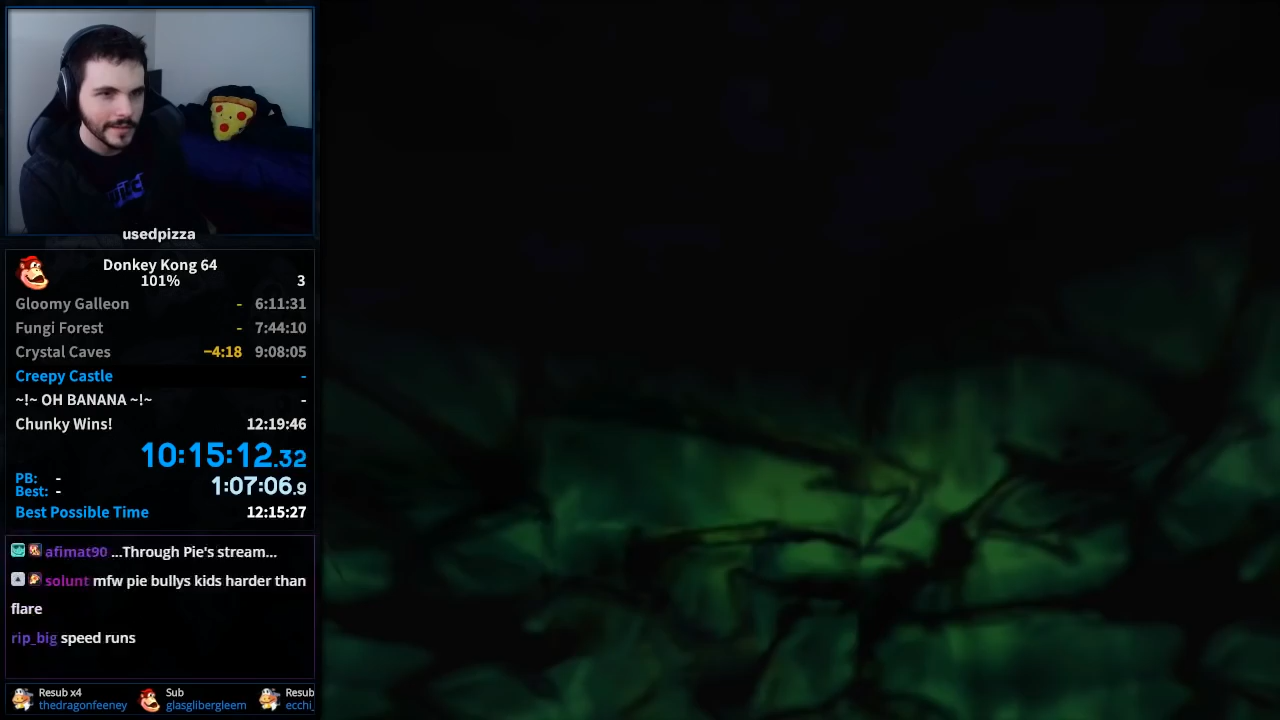 usedpizza
Donkey Kong 64
101% 3
Gloomy Galleon - 6:11:31
Fungi Forest - 7:44:10
Crystal Caves −4:18 9:08:05
Creepy Castle -
~!~ OH BANANA ~!~ -
Chunky Wins! 12:19:46
10:15:12.32
PB: -
Best: - 1:07:06.9
Best Possible Time 12:15:27
afimat90 ...Through Pie's stream...
solunt mfw pie bullys kids harder than
flare
rip_big speed runs
Resub x4 Sub Resub
thedragonfeeney glasglibergleem ecchi_